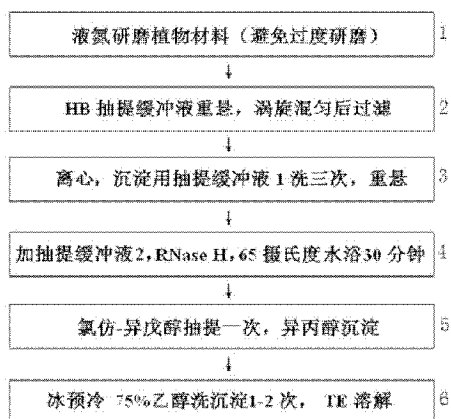 液氮研磨植物材料（避免过度研磨） 1
↓
HB 抽提缓冲液重悬，涡旋混匀后过滤 2
↓
离心，沉淀用抽提缓冲液 1 洗三次，重悬 3
↓
加抽提缓冲液2，RNase H，65 摄氏度水浴30 分钟 4
↓
氯仿-异戊醇抽提一次，异丙醇沉淀 5
↓
冰预冷 75%乙醇洗沉淀1-2 次， TE 溶解 6